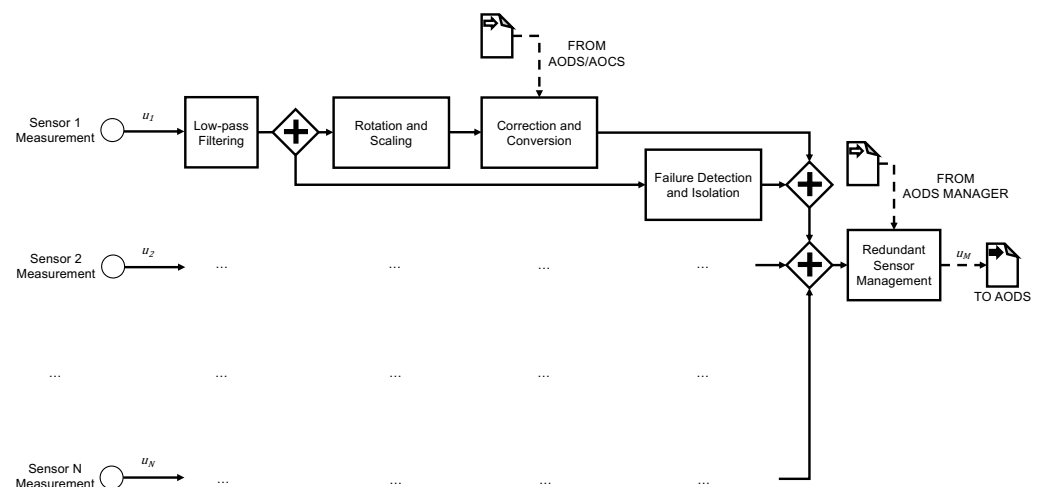 FROM
AODS/AOCS
Sensor 1
Measurement
u1
Low-pass
Filtering
Rotation and
Scaling
Correction and
Conversion
Failure Detection
and Isolation
FROM
AODS MANAGER
Sensor 2
Measurement
u2
...
...
...
...
Redundant
Sensor
Management
uM
TO AODS
...
...
...
...
...
Sensor N
Measurement
uN
...
...
...
...